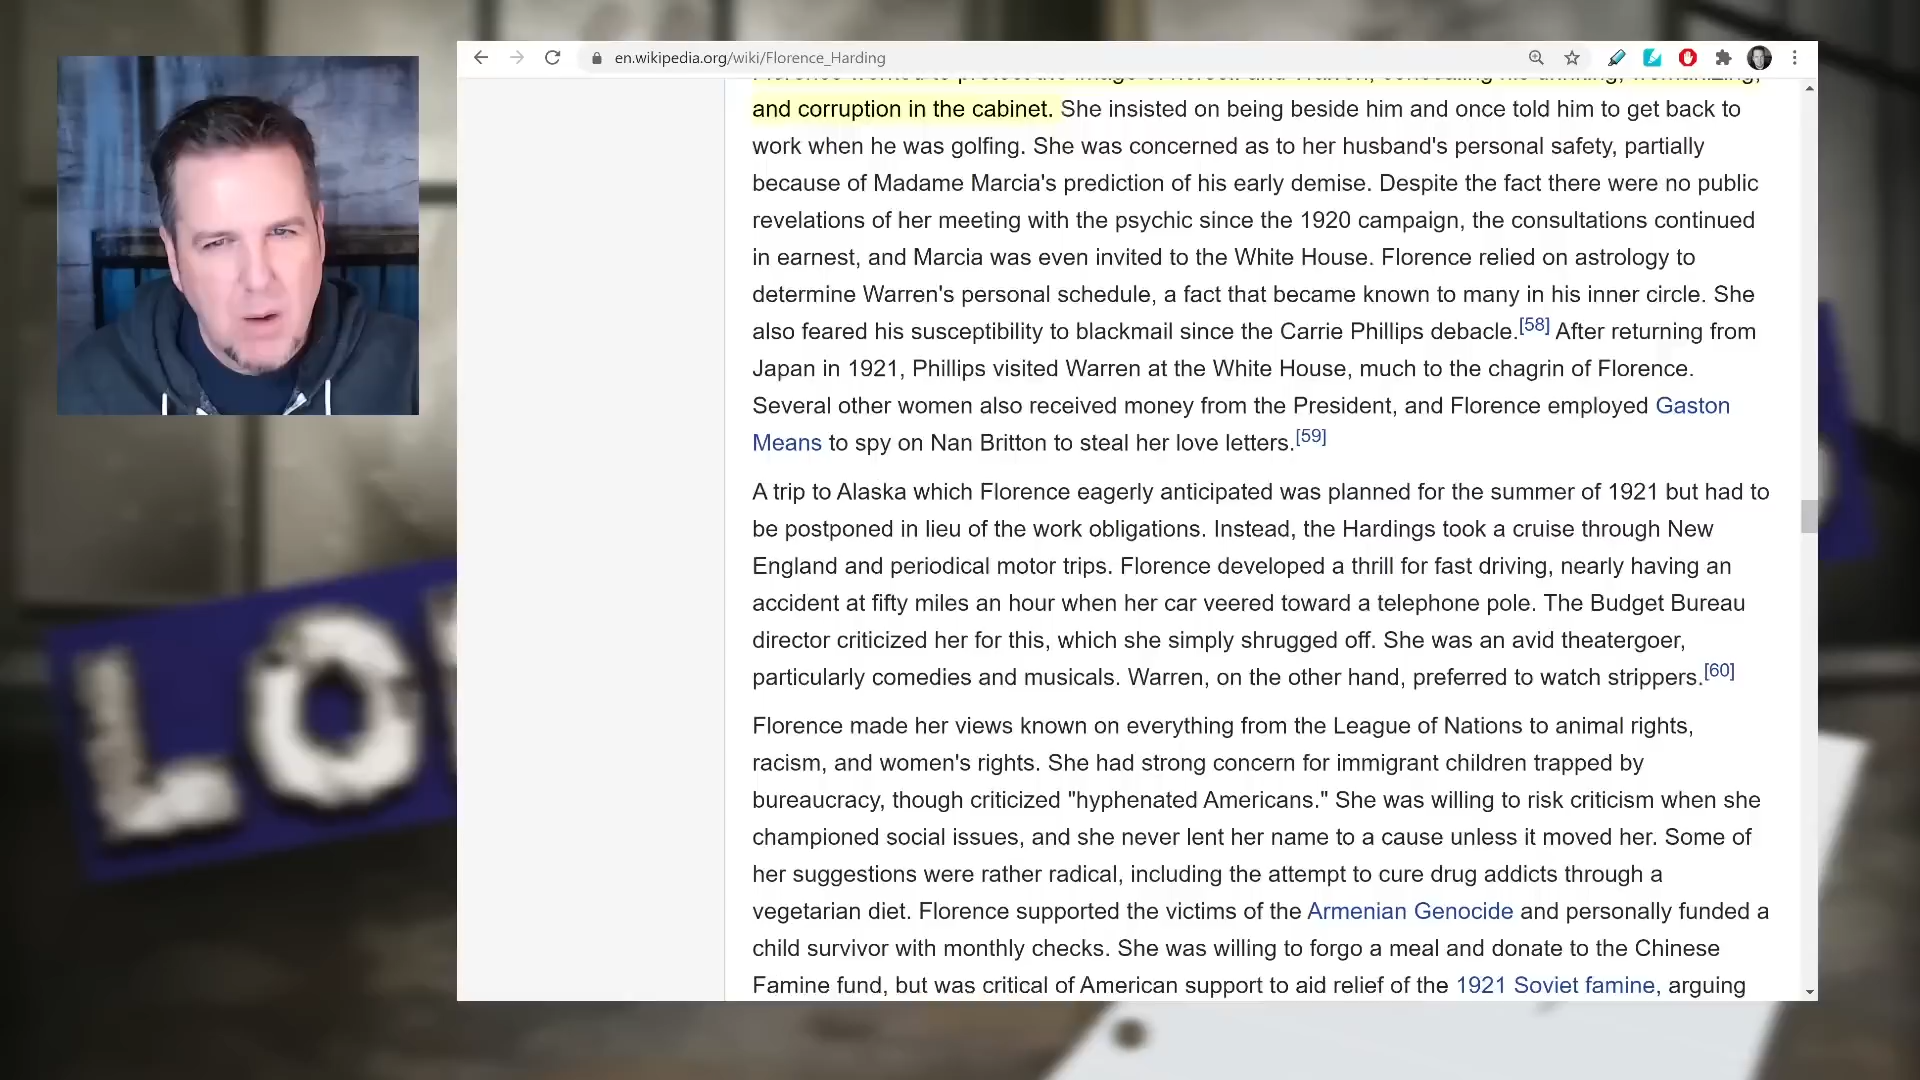 en.wikipedia.org/wiki/Florence_Harding
and corruption in the cabinet. She insisted on being beside him and once told him to get back to
work when he was golfing. She was concerned as to her husband's personal safety, partially
because of Madame Marcia's prediction of his early demise. Despite the fact there were no public
revelations of her meeting with the psychic since the 1920 campaign, the consultations continued
in earnest, and Marcia was even invited to the White House. Florence relied on astrology to
determine Warren's personal schedule, a fact that became known to many in his inner circle. She
also feared his susceptibility to blackmail since the Carrie Phillips debacle.[58] After returning from
Japan in 1921, Phillips visited Warren at the White House, much to the chagrin of Florence.
Several other women also received money from the President, and Florence employed Gaston
Means to spy on Nan Britton to steal her love letters.[59]
A trip to Alaska which Florence eagerly anticipated was planned for the summer of 1921 but had to
be postponed in lieu of the work obligations. Instead, the Hardings took a cruise through New
England and periodical motor trips. Florence developed a thrill for fast driving, nearly having an
accident at fifty miles an hour when her car veered toward a telephone pole. The Budget Bureau
director criticized her for this, which she simply shrugged off. She was an avid theatergoer,
particularly comedies and musicals. Warren, on the other hand, preferred to watch strippers.[60]
Florence made her views known on everything from the League of Nations to animal rights,
racism, and women's rights. She had strong concern for immigrant children trapped by
bureaucracy, though criticized "hyphenated Americans." She was willing to risk criticism when she
championed social issues, and she never lent her name to a cause unless it moved her. Some of
her suggestions were rather radical, including the attempt to cure drug addicts through a
vegetarian diet. Florence supported the victims of the Armenian Genocide and personally funded a
child survivor with monthly checks. She was willing to forgo a meal and donate to the Chinese
Famine fund, but was critical of American support to aid relief of the 1921 Soviet famine, arguing
LO